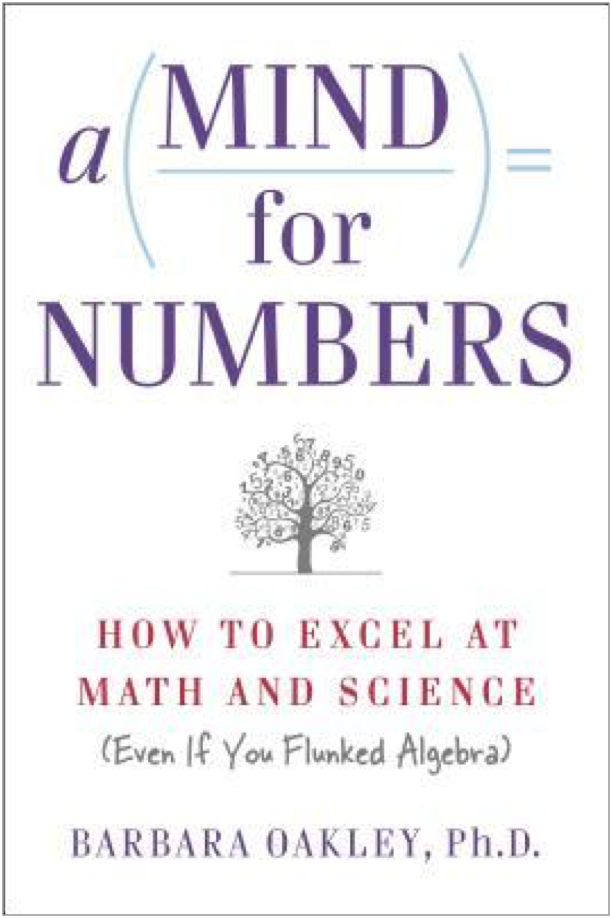 a (MIND) =
for
NUMBERS
HOW TO EXCEL AT
MATH AND SCIENCE
(Even If You Flunked Algebra)
BARBARA OAKLEY, Ph.D.